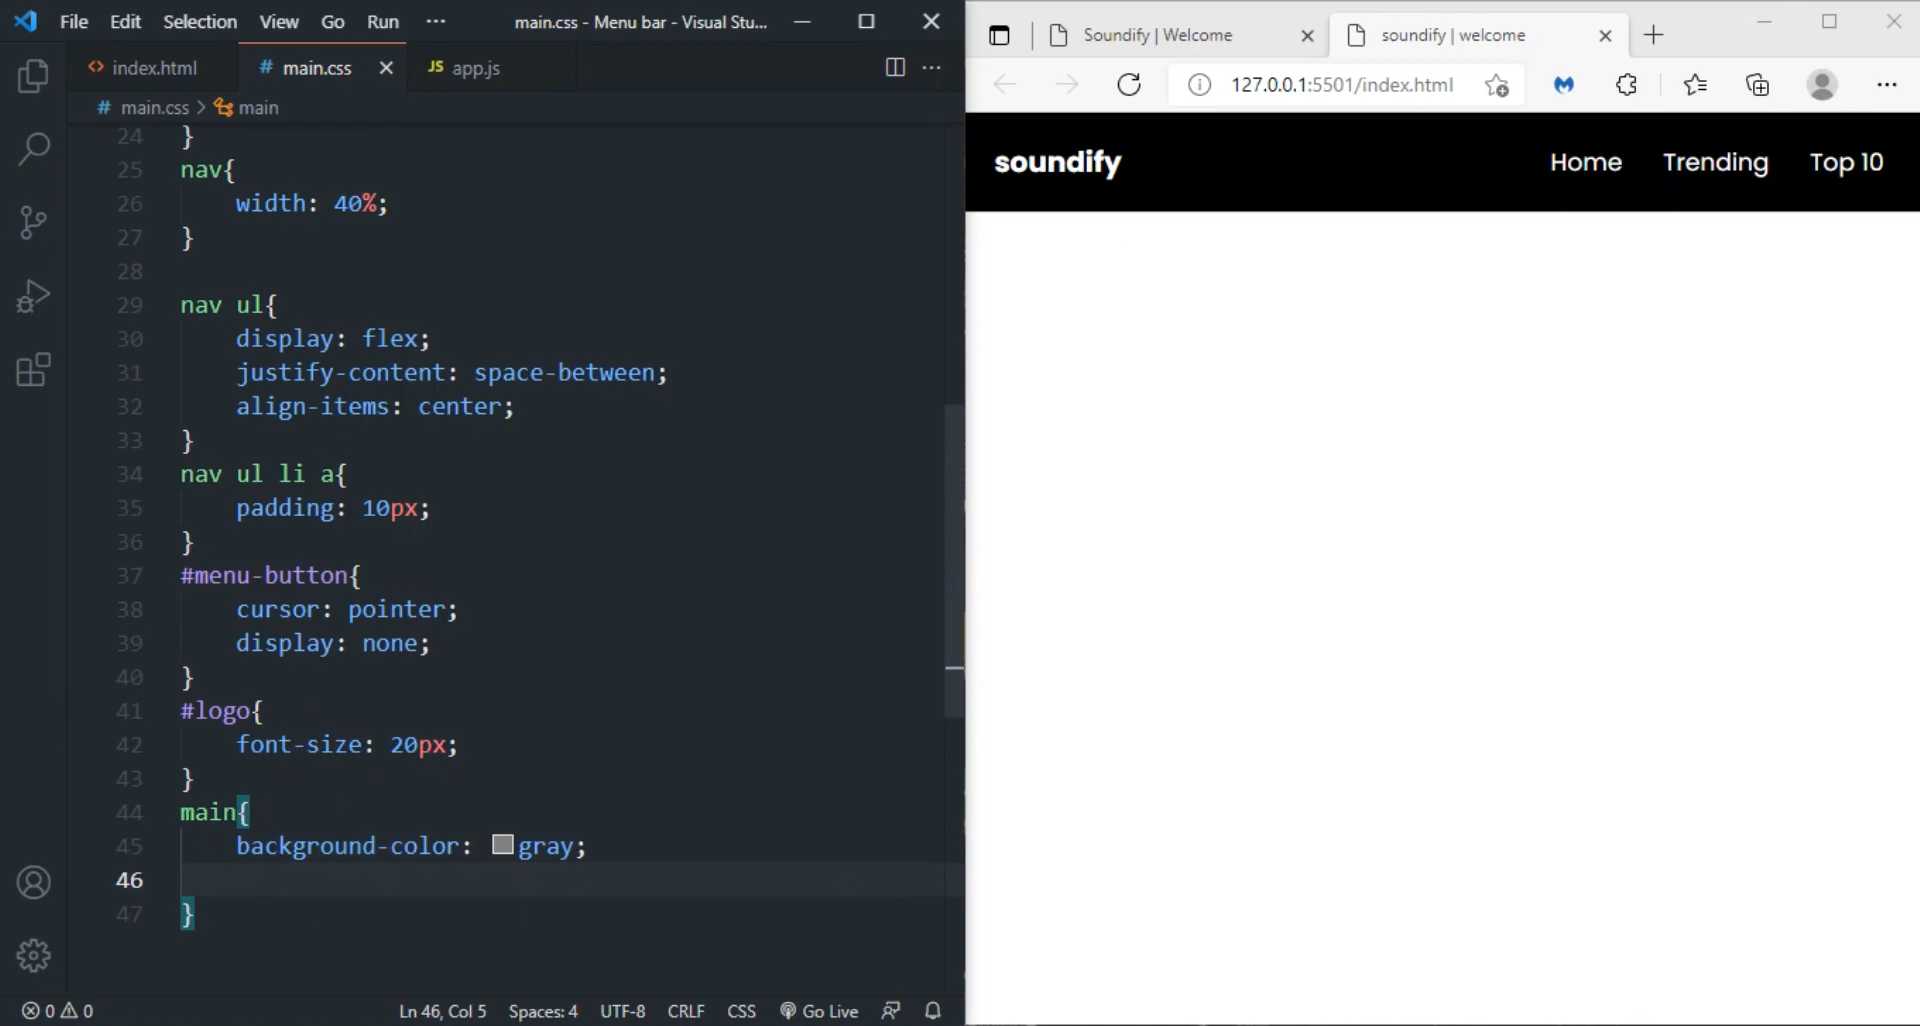 File Edit Selection View Go Run ··· main.css - Menu bar - Visual Stu...
index.html # main.css JS app.js
# main.css > main
24 }
25 nav{
26 width: 40%;
27 }
28
29 nav ul{
30 display: flex;
31 justify-content: space-between;
32 align-items: center;
33 }
34 nav ul li a{
35 padding: 10px;
36 }
37 #menu-button{
38 cursor: pointer;
39 display: none;
40 }
41 #logo{
42 font-size: 20px;
43 }
44 main{
45 background-color: gray;
46
47 }
0 0 Ln 46, Col 5 Spaces: 4 UTF-8 CRLF CSS Go Live
Soundify | Welcome soundify | welcome
127.0.0.1:5501/index.html
soundify Home Trending Top 10